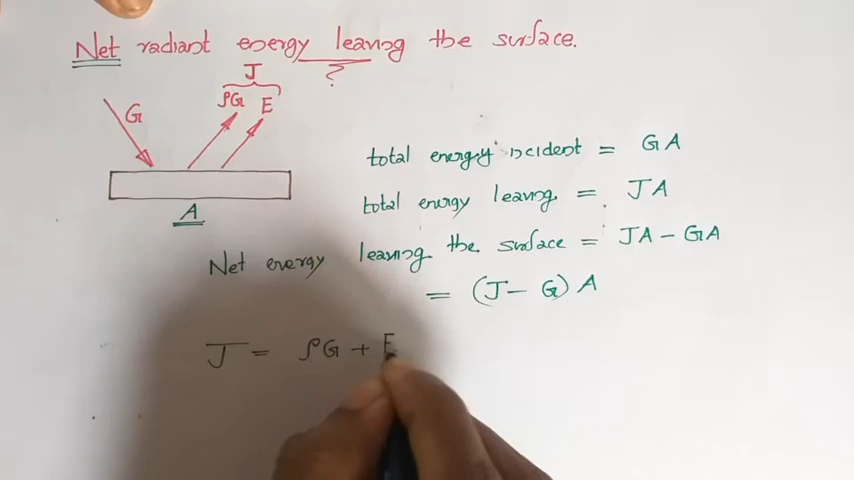 Net radiant energy leaving the surface.
?
J
ρG E
G
A
total energy incident = GA
total energy leaving = JA
Net energy leaving the surface = JA - GA
= (J - G) A
J = ρG + E